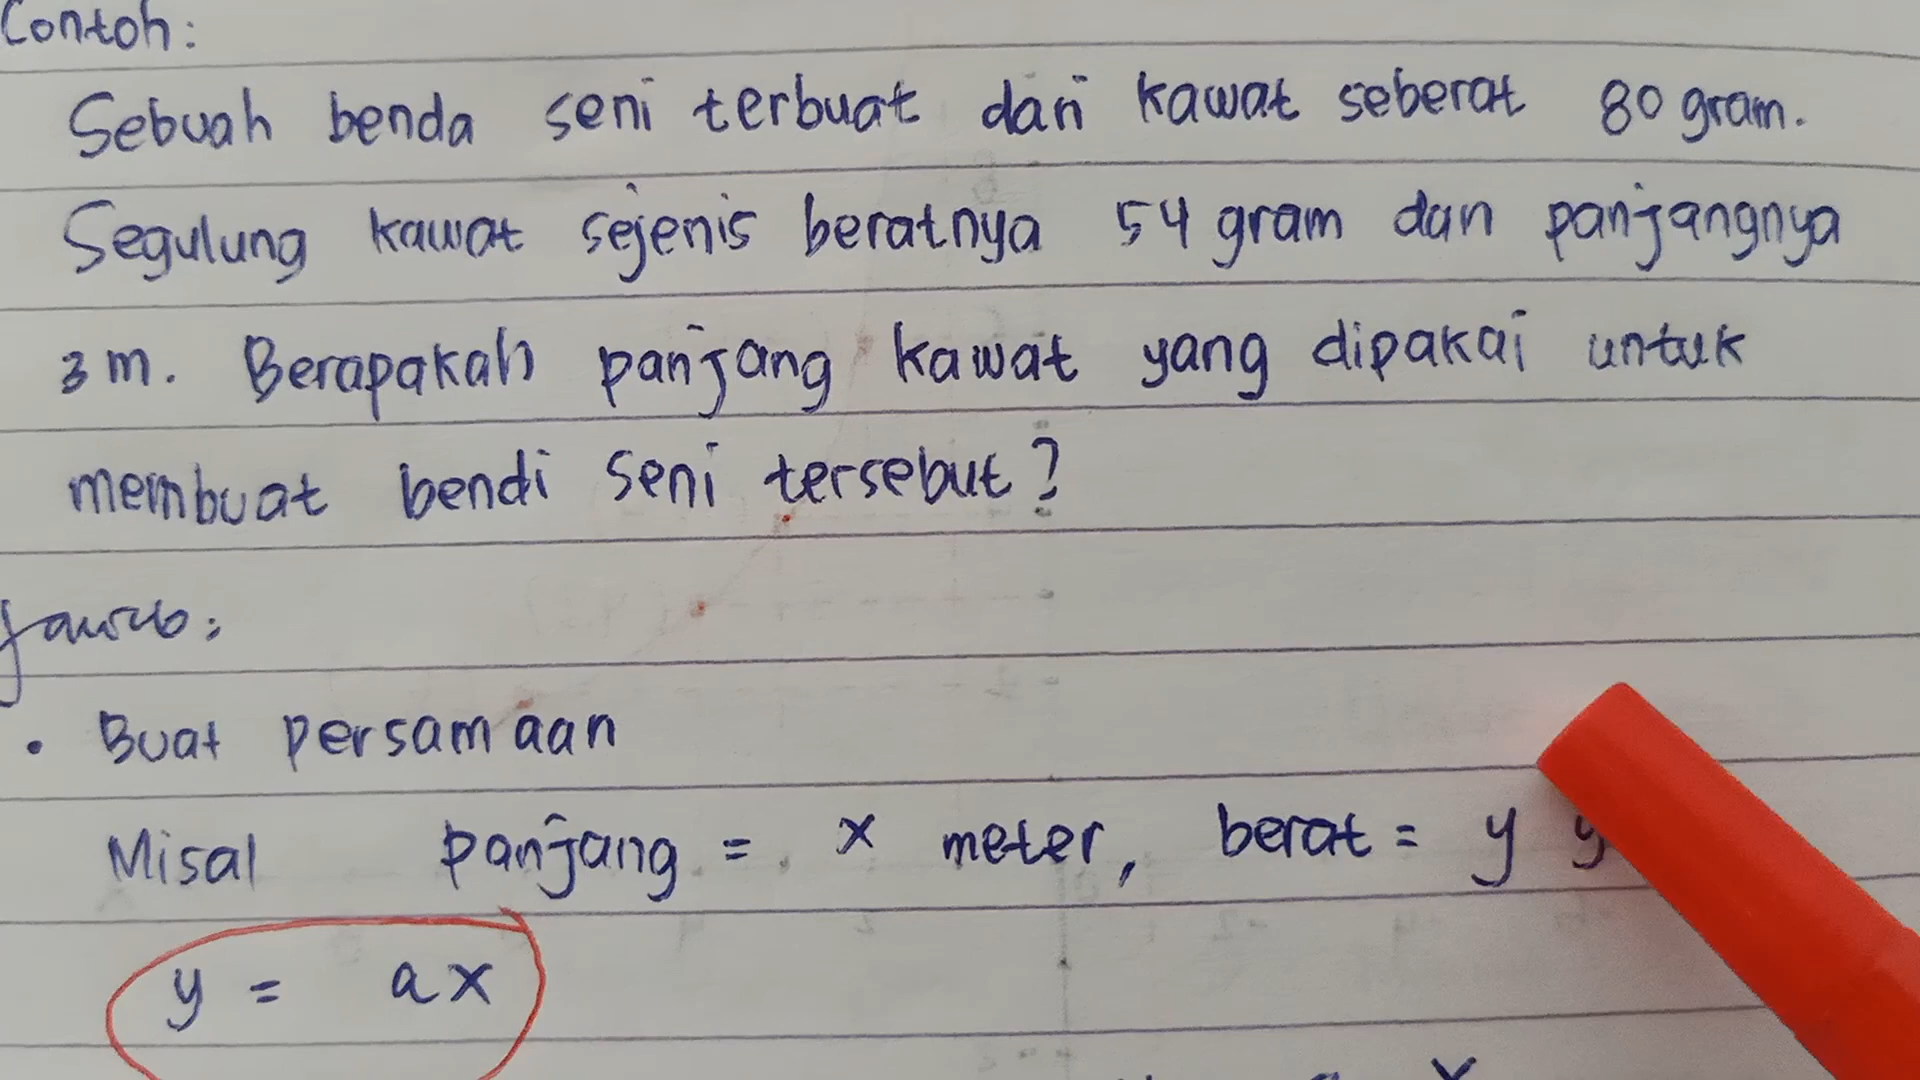 Contoh:
Sebuah benda seni terbuat dari kawat seberat 80 gram.
Segulung kawat sejenis beratnya 54 gram dan panjangnya
3 m. Berapakah panjang kawat yang dipakai untuk
membuat bendi seni tersebut?
Jawab:
• Buat persamaan
Misal panjang = x meter, berat = y
y = ax